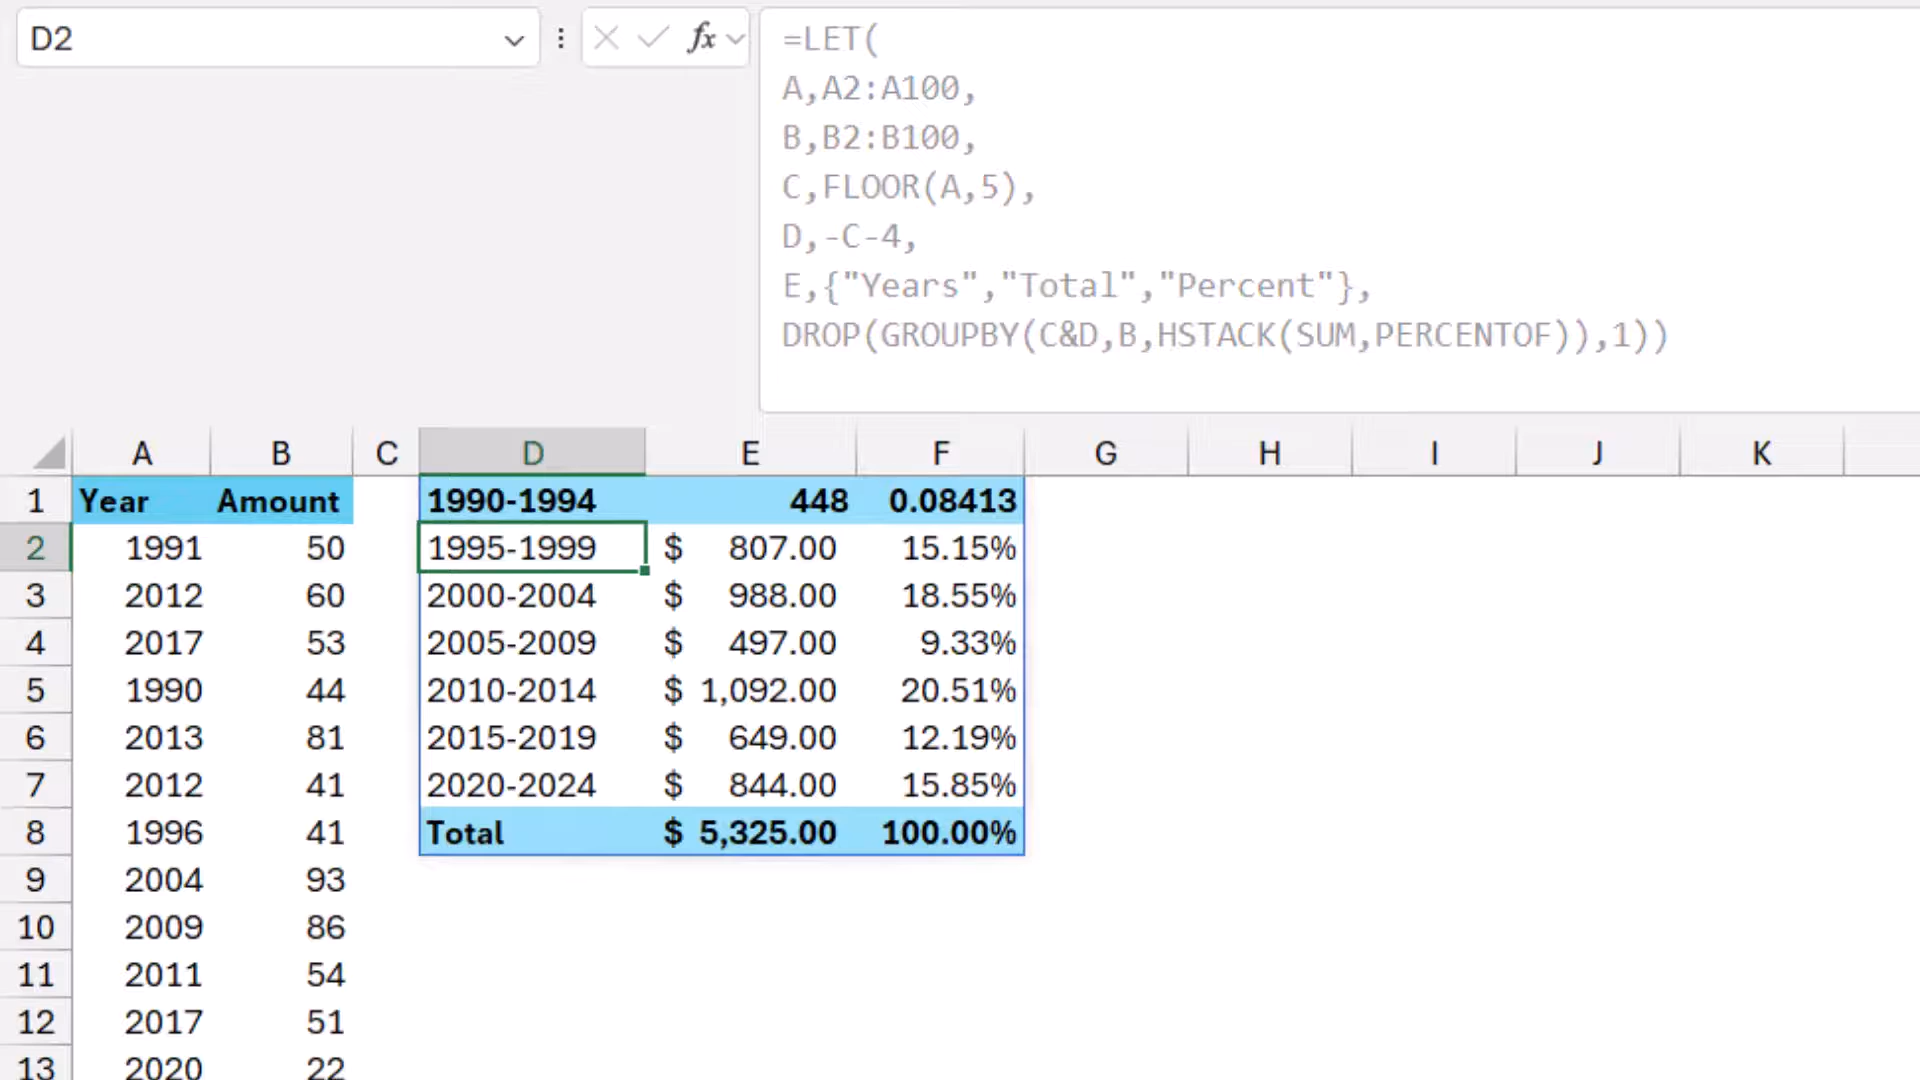 D2 fx =LET(
A,A2:A100,
B,B2:B100,
C,FLOOR(A,5),
D,-C-4,
E,{"Years","Total","Percent"},
DROP(GROUPBY(C&D,B,HSTACK(SUM,PERCENTOF)),1))
A B C D E F G H I J K
1 Year Amount 1990-1994 448 0.08413
2 1991 50 1995-1999 $ 807.00 15.15%
3 2012 60 2000-2004 $ 988.00 18.55%
4 2017 53 2005-2009 $ 497.00 9.33%
5 1990 44 2010-2014 $ 1,092.00 20.51%
6 2013 81 2015-2019 $ 649.00 12.19%
7 2012 41 2020-2024 $ 844.00 15.85%
8 1996 41 Total $ 5,325.00 100.00%
9 2004 93
10 2009 86
11 2011 54
12 2017 51
13 2020 22